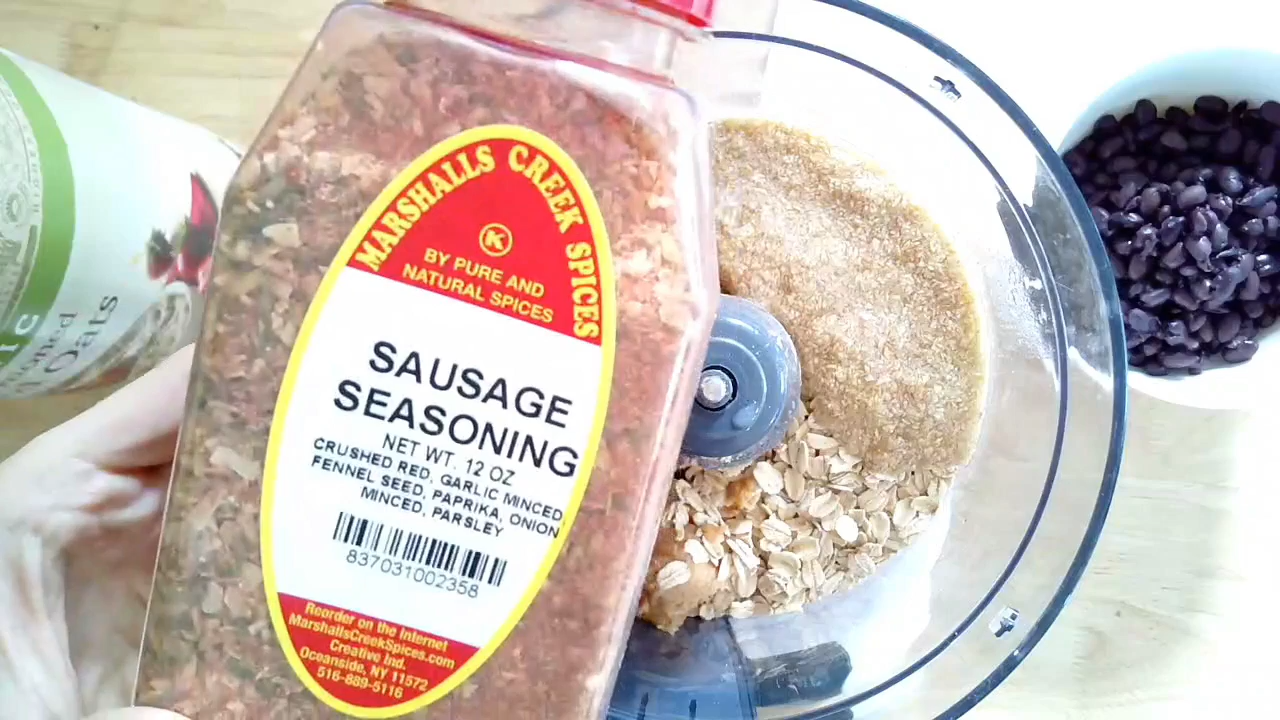 MARSHALLS CREEK SPICES
K
BY PURE AND
NATURAL SPICES
SAUSAGE
SEASONING
NET WT. 12 OZ
CRUSHED RED, GARLIC MINCED,
FENNEL SEED, PAPRIKA, ONION
MINCED, PARSLEY
837031002358
Reorder on the Internet
MarshallsCreekSpices.com
Creative Ind.
Oceanside, NY 11572
516-889-5116
Oats